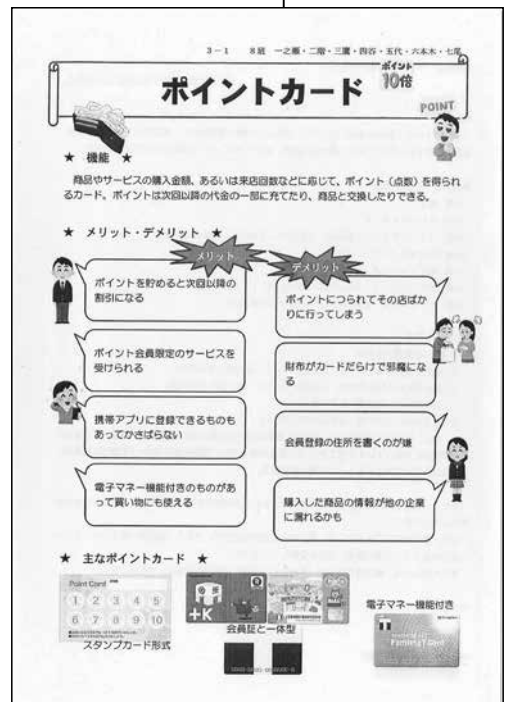 3-1 8班 一之瀬・二階・三鷹・四谷・五代・六本木・七尾
ポイントカード
ポイント
10倍
POINT
★ 機能 ★
商品やサービスの購入金額、あるいは来店回数などに応じて、ポイント(点数)を得られ
るカード。ポイントは次回以降の代金の一部に充てたり、商品と交換したりできる。
★ メリット・デメリット ★
メリット
ポイントを貯めると次回以降の
割引になる
ポイント会員限定のサービスを
受けられる
携帯アプリに登録できるものも
あってかさばらない
電子マネー機能付きのものがあ
って買い物にも使える
デメリット
ポイントにつられてその店ばか
りに行ってしまう
財布がカードだらけで邪魔にな
る
会員登録の住所を書くのが嫌
購入した商品の情報が他の企業
に漏れるかも
★ 主なポイントカード ★
Point Card
1 2 3 4 5
6 7 8 9 10
スタンプカード形式
+K
会員証と一体型
電子マネー機能付き